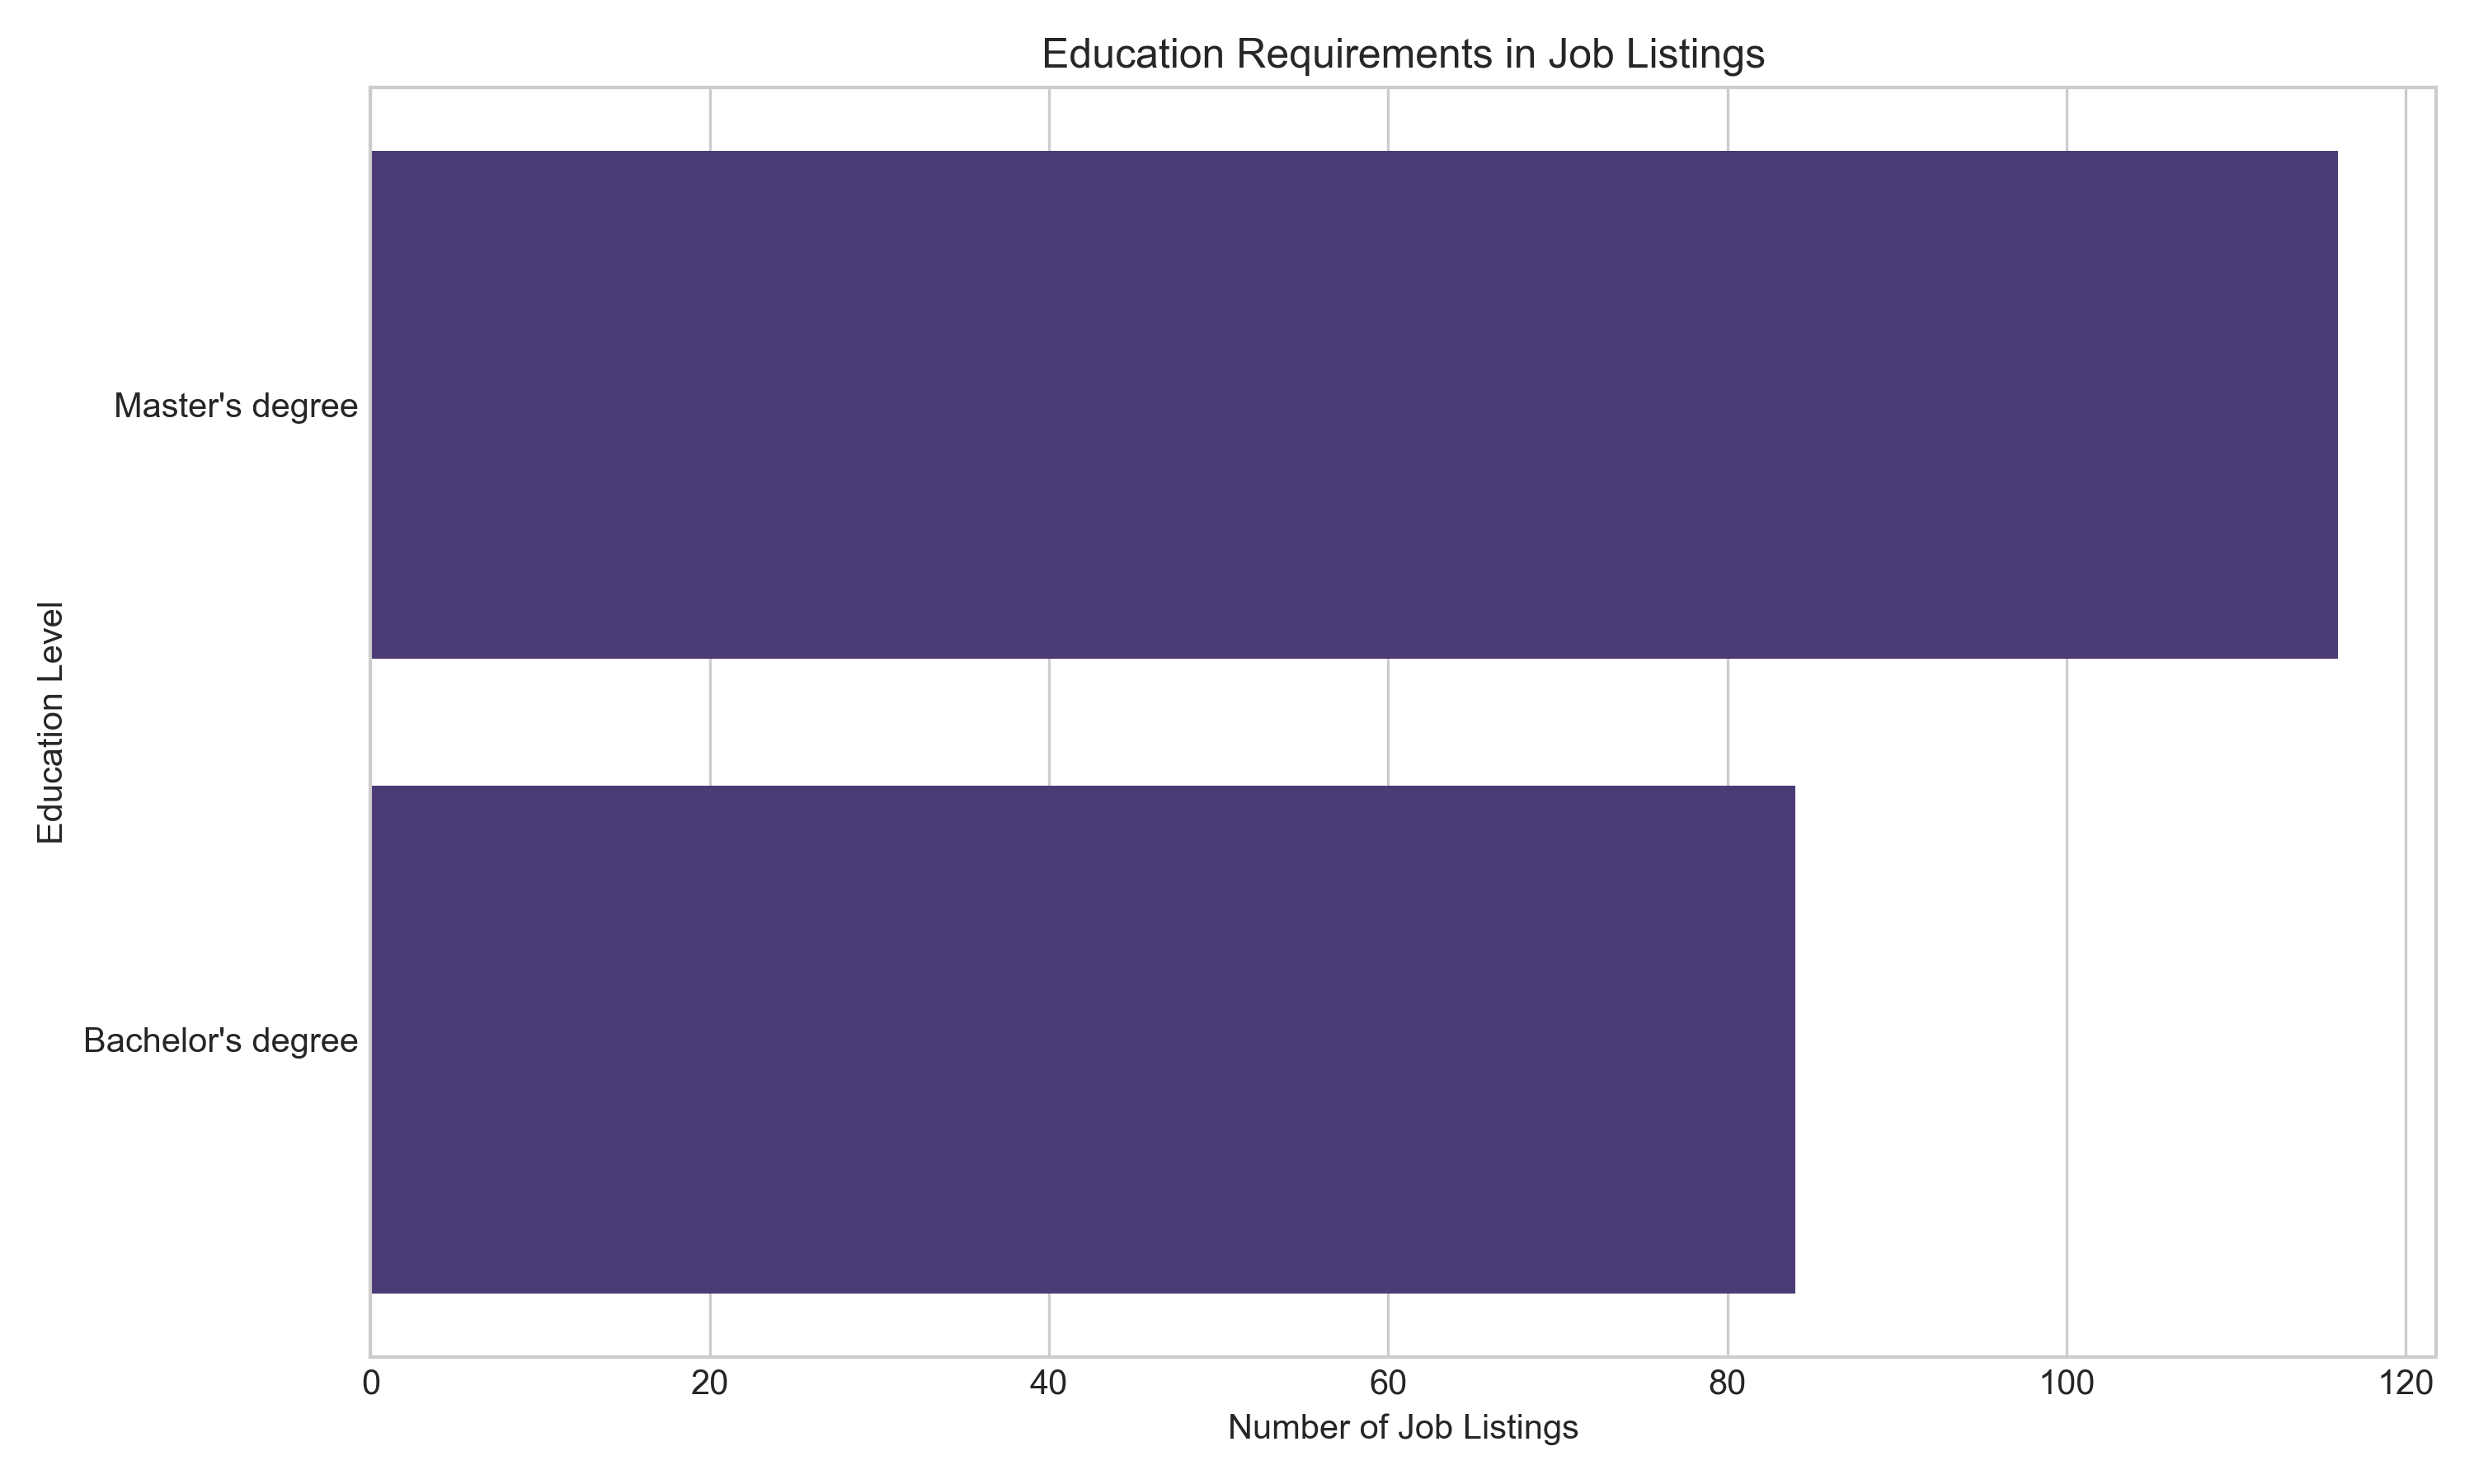 Education Requirements in Job Listings
Master's degree
Bachelor's degree
Education Level
0 20 40 60 80 100 120
Number of Job Listings